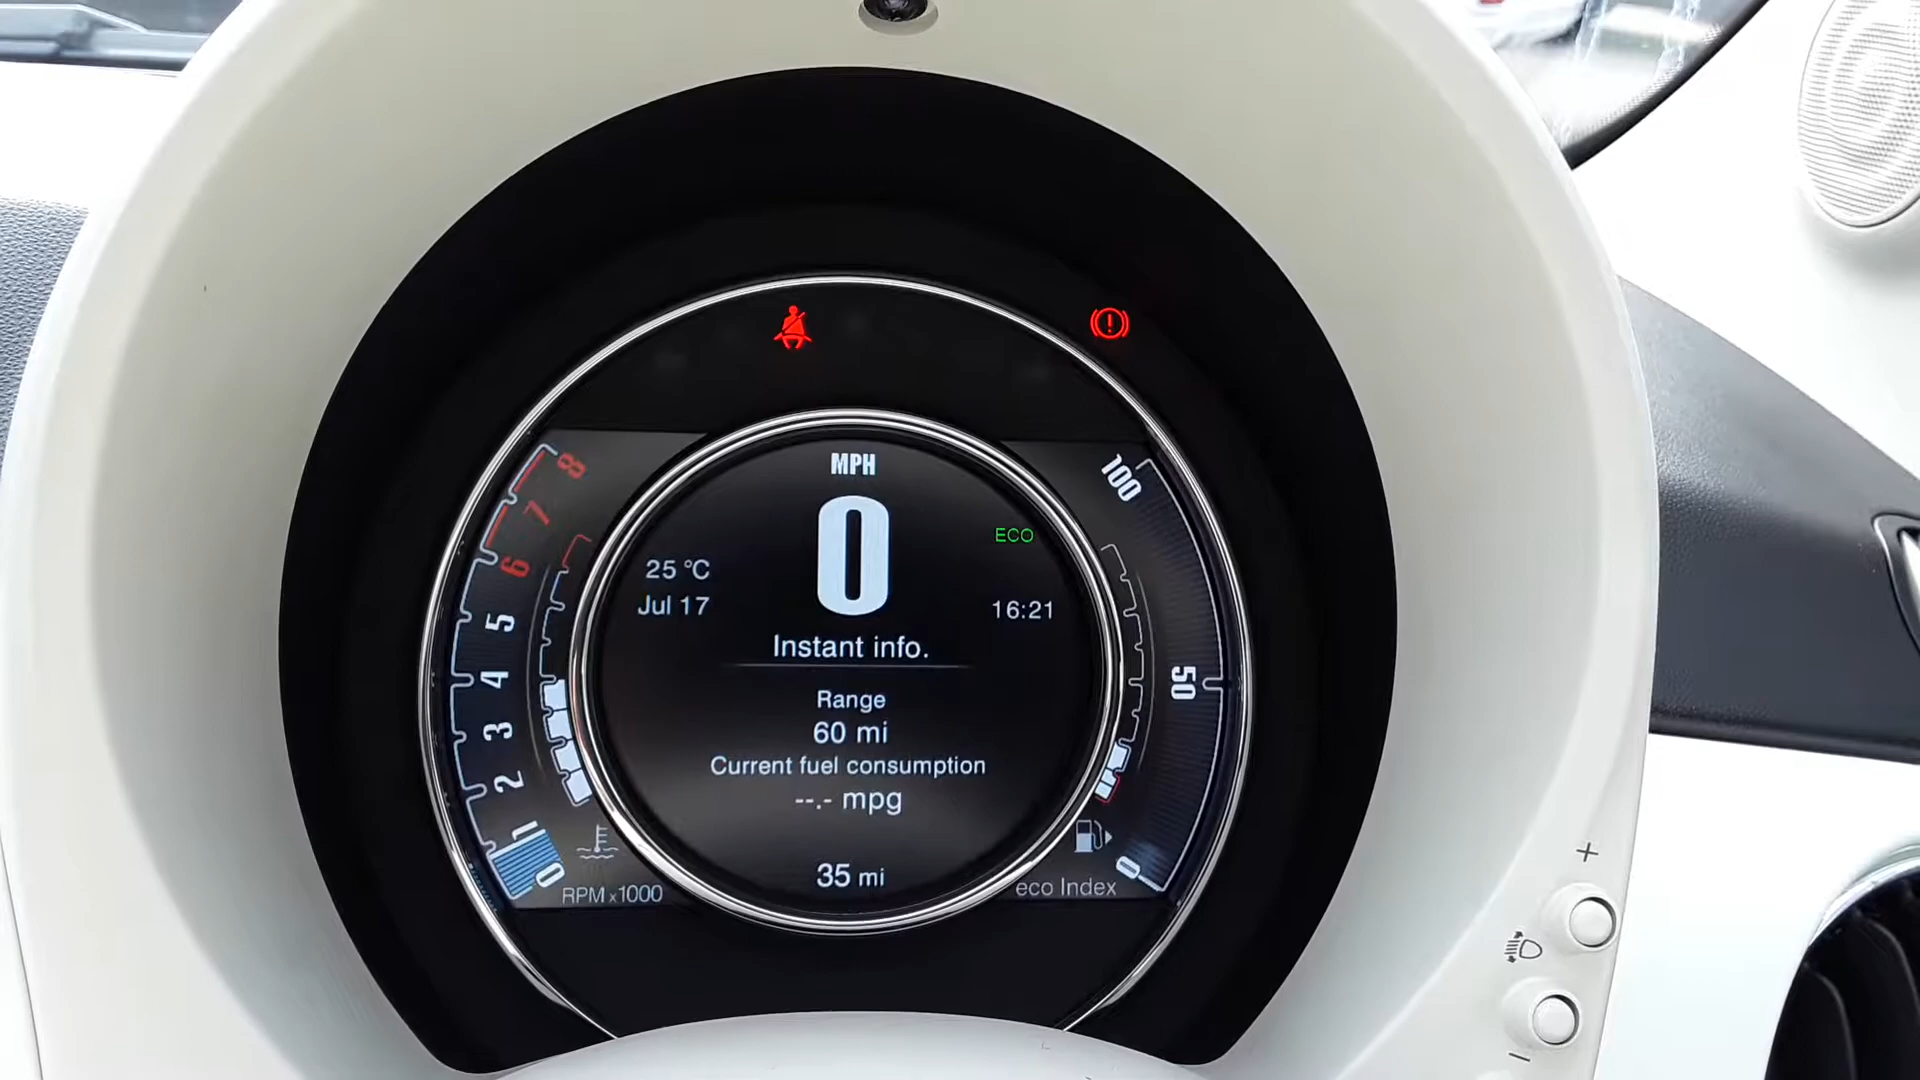 MPH
0
ECO
25 °C
Jul 17
16:21
Instant info.
Range
60 mi
Current fuel consumption
--.- mpg
35 mi
8
7
6
5
4
3
2
1
0
RPM x1000
100
50
0
eco Index
+
−